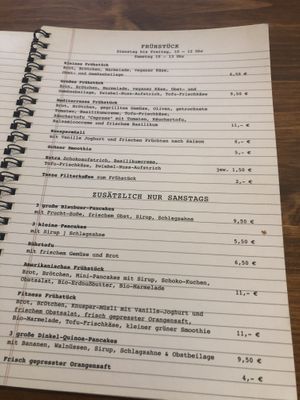 FRÜHSTÜCK
Dienstag bis Freitag, 10 - 12 Uhr
Samstag 10 - 13 Uhr
Kleines Frühstück
Brot, Brötchen, Marmelade, veganer Käse,
Obst- und Gemüsebeilage 6,50 €
Großes Frühstück
Brot, Brötchen, Marmelade, veganer Käse, Obst- und
Gemüsebeilage, Zwiebel-Nuss-Aufstrich, Tofu-Frischkäse
Mediterranes Frühstück
Brot, Brötchen, gegrilltes Gemüse, Oliven, getrocknete
Tomaten, Basilikumcreme, Tofu-Frischkäse,
"Caprese" mit Tomaten, Räuchertofu,
Balsamicocreme und frischem Basilikum 11,- €
Knuspermüsli
mit Vanille Joghurt und frischen Früchten nach Saison 6,- €
Grüner Smoothie 5,- €
Extra Schokoaufstrich, Basilikumcreme,
Tofu-Frischkäse, Zwiebel-Nuss-Aufstrich jew. 1,50 €
Tasse Filterkaffee zum Frühstück 2,- €
ZUSÄTZLICH NUR SAMSTAGS
3 große Blaubeer-Pancakes
mit Frucht-Soße, frischem Obst, Sirup, Schlagsahne 9,50 €
3 kleine Pancakes
mit Sirup | Schlagsahne 5,50 €
Rührtofu
mit frischem Gemüse und Brot 6,50 €
Amerikanisches Frühstück
Brot, Brötchen, Mini-Pancakes mit Sirup, Schoko-Kuchen,
Obstsalat, Bio-Erdnußbutter, Bio-Marmelade 11,- €
Fitness Frühstück
Brot, Brötchen, Knusper-Müsli mit Vanille-Joghurt und
frischem Obstsalat, frisch gepresster Orangensaft,
Bio-Marmelade, Tofu-Frischkäse, kleiner grüner Smoothie 11,- €
3 große Dinkel-Quinoa-Pancakes
mit Bananen, Walnüssen, Sirup, Schlagsahne & Obstbeilage 9,50 €
Frisch gepresster Orangensaft 4,- €